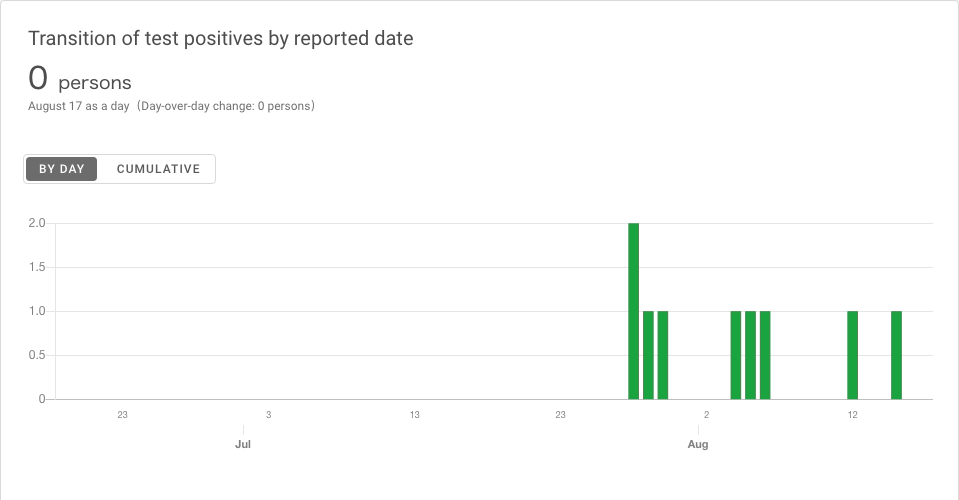 Transition of test positives by reported date
0 persons
August 17 as a day (Day-over-day change: 0 persons)
BY DAY CUMULATIVE
2.0
1.5
1.0
0.5
0
23 3 13 23 2 12
Jul Aug